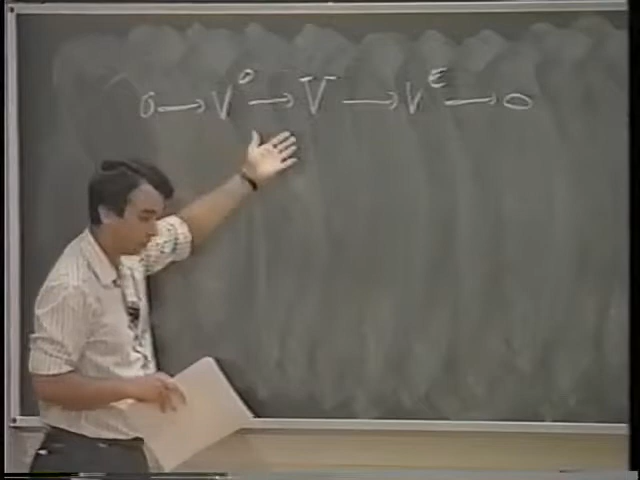 0 → V⁰ → V → Vᴱ → 0